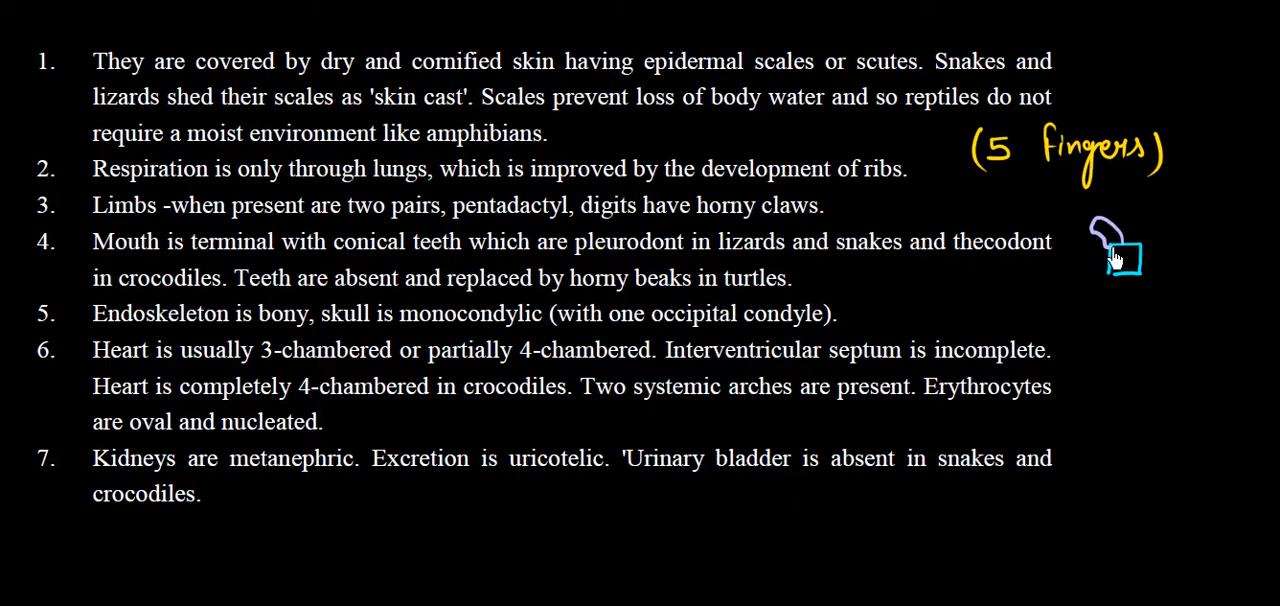 1. They are covered by dry and cornified skin having epidermal scales or scutes. Snakes and
lizards shed their scales as 'skin cast'. Scales prevent loss of body water and so reptiles do not
require a moist environment like amphibians.
(5 fingers)
2. Respiration is only through lungs, which is improved by the development of ribs.
3. Limbs -when present are two pairs, pentadactyl, digits have horny claws.
4. Mouth is terminal with conical teeth which are pleurodont in lizards and snakes and thecodont
in crocodiles. Teeth are absent and replaced by horny beaks in turtles.
5. Endoskeleton is bony, skull is monocondylic (with one occipital condyle).
6. Heart is usually 3-chambered or partially 4-chambered. Interventricular septum is incomplete.
Heart is completely 4-chambered in crocodiles. Two systemic arches are present. Erythrocytes
are oval and nucleated.
7. Kidneys are metanephric. Excretion is uricotelic. 'Urinary bladder is absent in snakes and
crocodiles.